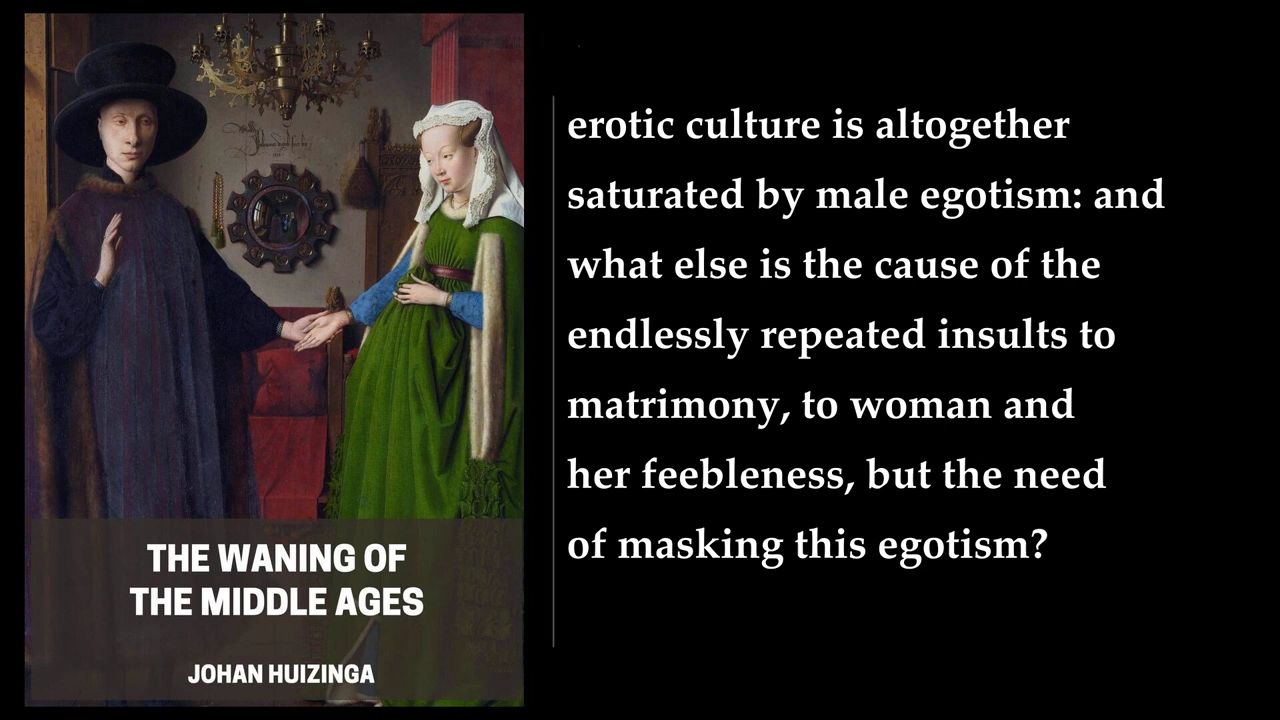 THE WANING OF
THE MIDDLE AGES
JOHAN HUIZINGA
erotic culture is altogether
saturated by male egotism: and
what else is the cause of the
endlessly repeated insults to
matrimony, to woman and
her feebleness, but the need
of masking this egotism?